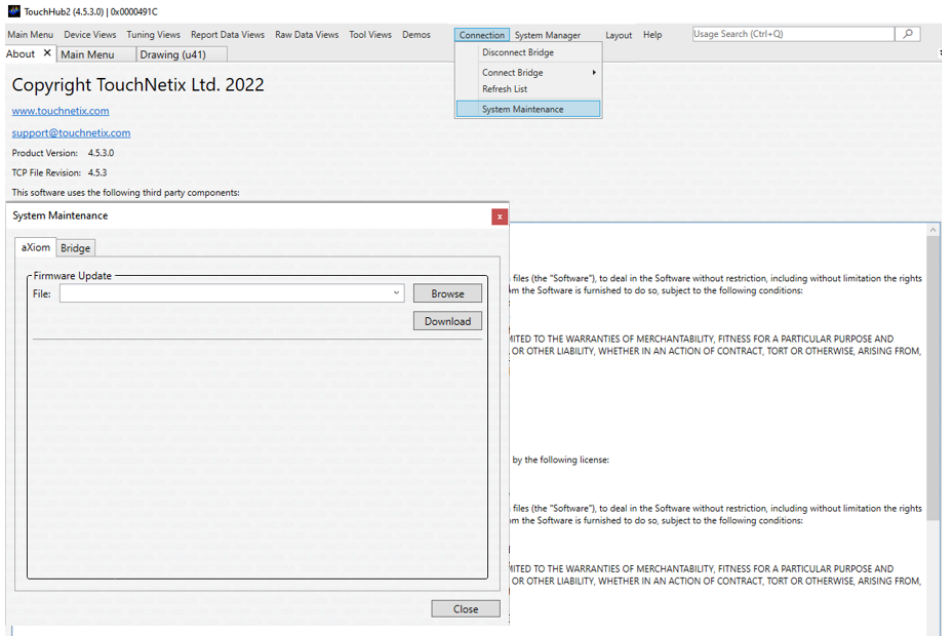 TouchHub2 (4.5.3.0) | 0x0000491C
Main Menu Device Views Tuning Views Report Data Views Raw Data Views Tool Views Demos Connection System Manager Layout Help Usage Search (Ctrl+Q)
About X Main Menu Drawing (u41)
Disconnect Bridge
Connect Bridge
Refresh List
System Maintenance
Copyright TouchNetix Ltd. 2022
www.touchnetix.com
support@touchnetix.com
Product Version: 4.5.3.0
TCP File Revision: 4.5.3
This software uses the following third party components:
System Maintenance x
aXiom Bridge
Firmware Update
File: Browse
Download
Close
files (the "Software"), to deal in the Software without restriction, including without limitation the rights
m the Software is furnished to do so, subject to the following conditions:
MITED TO THE WARRANTIES OF MERCHANTABILITY, FITNESS FOR A PARTICULAR PURPOSE AND
OR OTHER LIABILITY, WHETHER IN AN ACTION OF CONTRACT, TORT OR OTHERWISE, ARISING FROM,
by the following license:
files (the "Software"), to deal in the Software without restriction, including without limitation the rights
m the Software is furnished to do so, subject to the following conditions:
MITED TO THE WARRANTIES OF MERCHANTABILITY, FITNESS FOR A PARTICULAR PURPOSE AND
OR OTHER LIABILITY, WHETHER IN AN ACTION OF CONTRACT, TORT OR OTHERWISE, ARISING FROM,